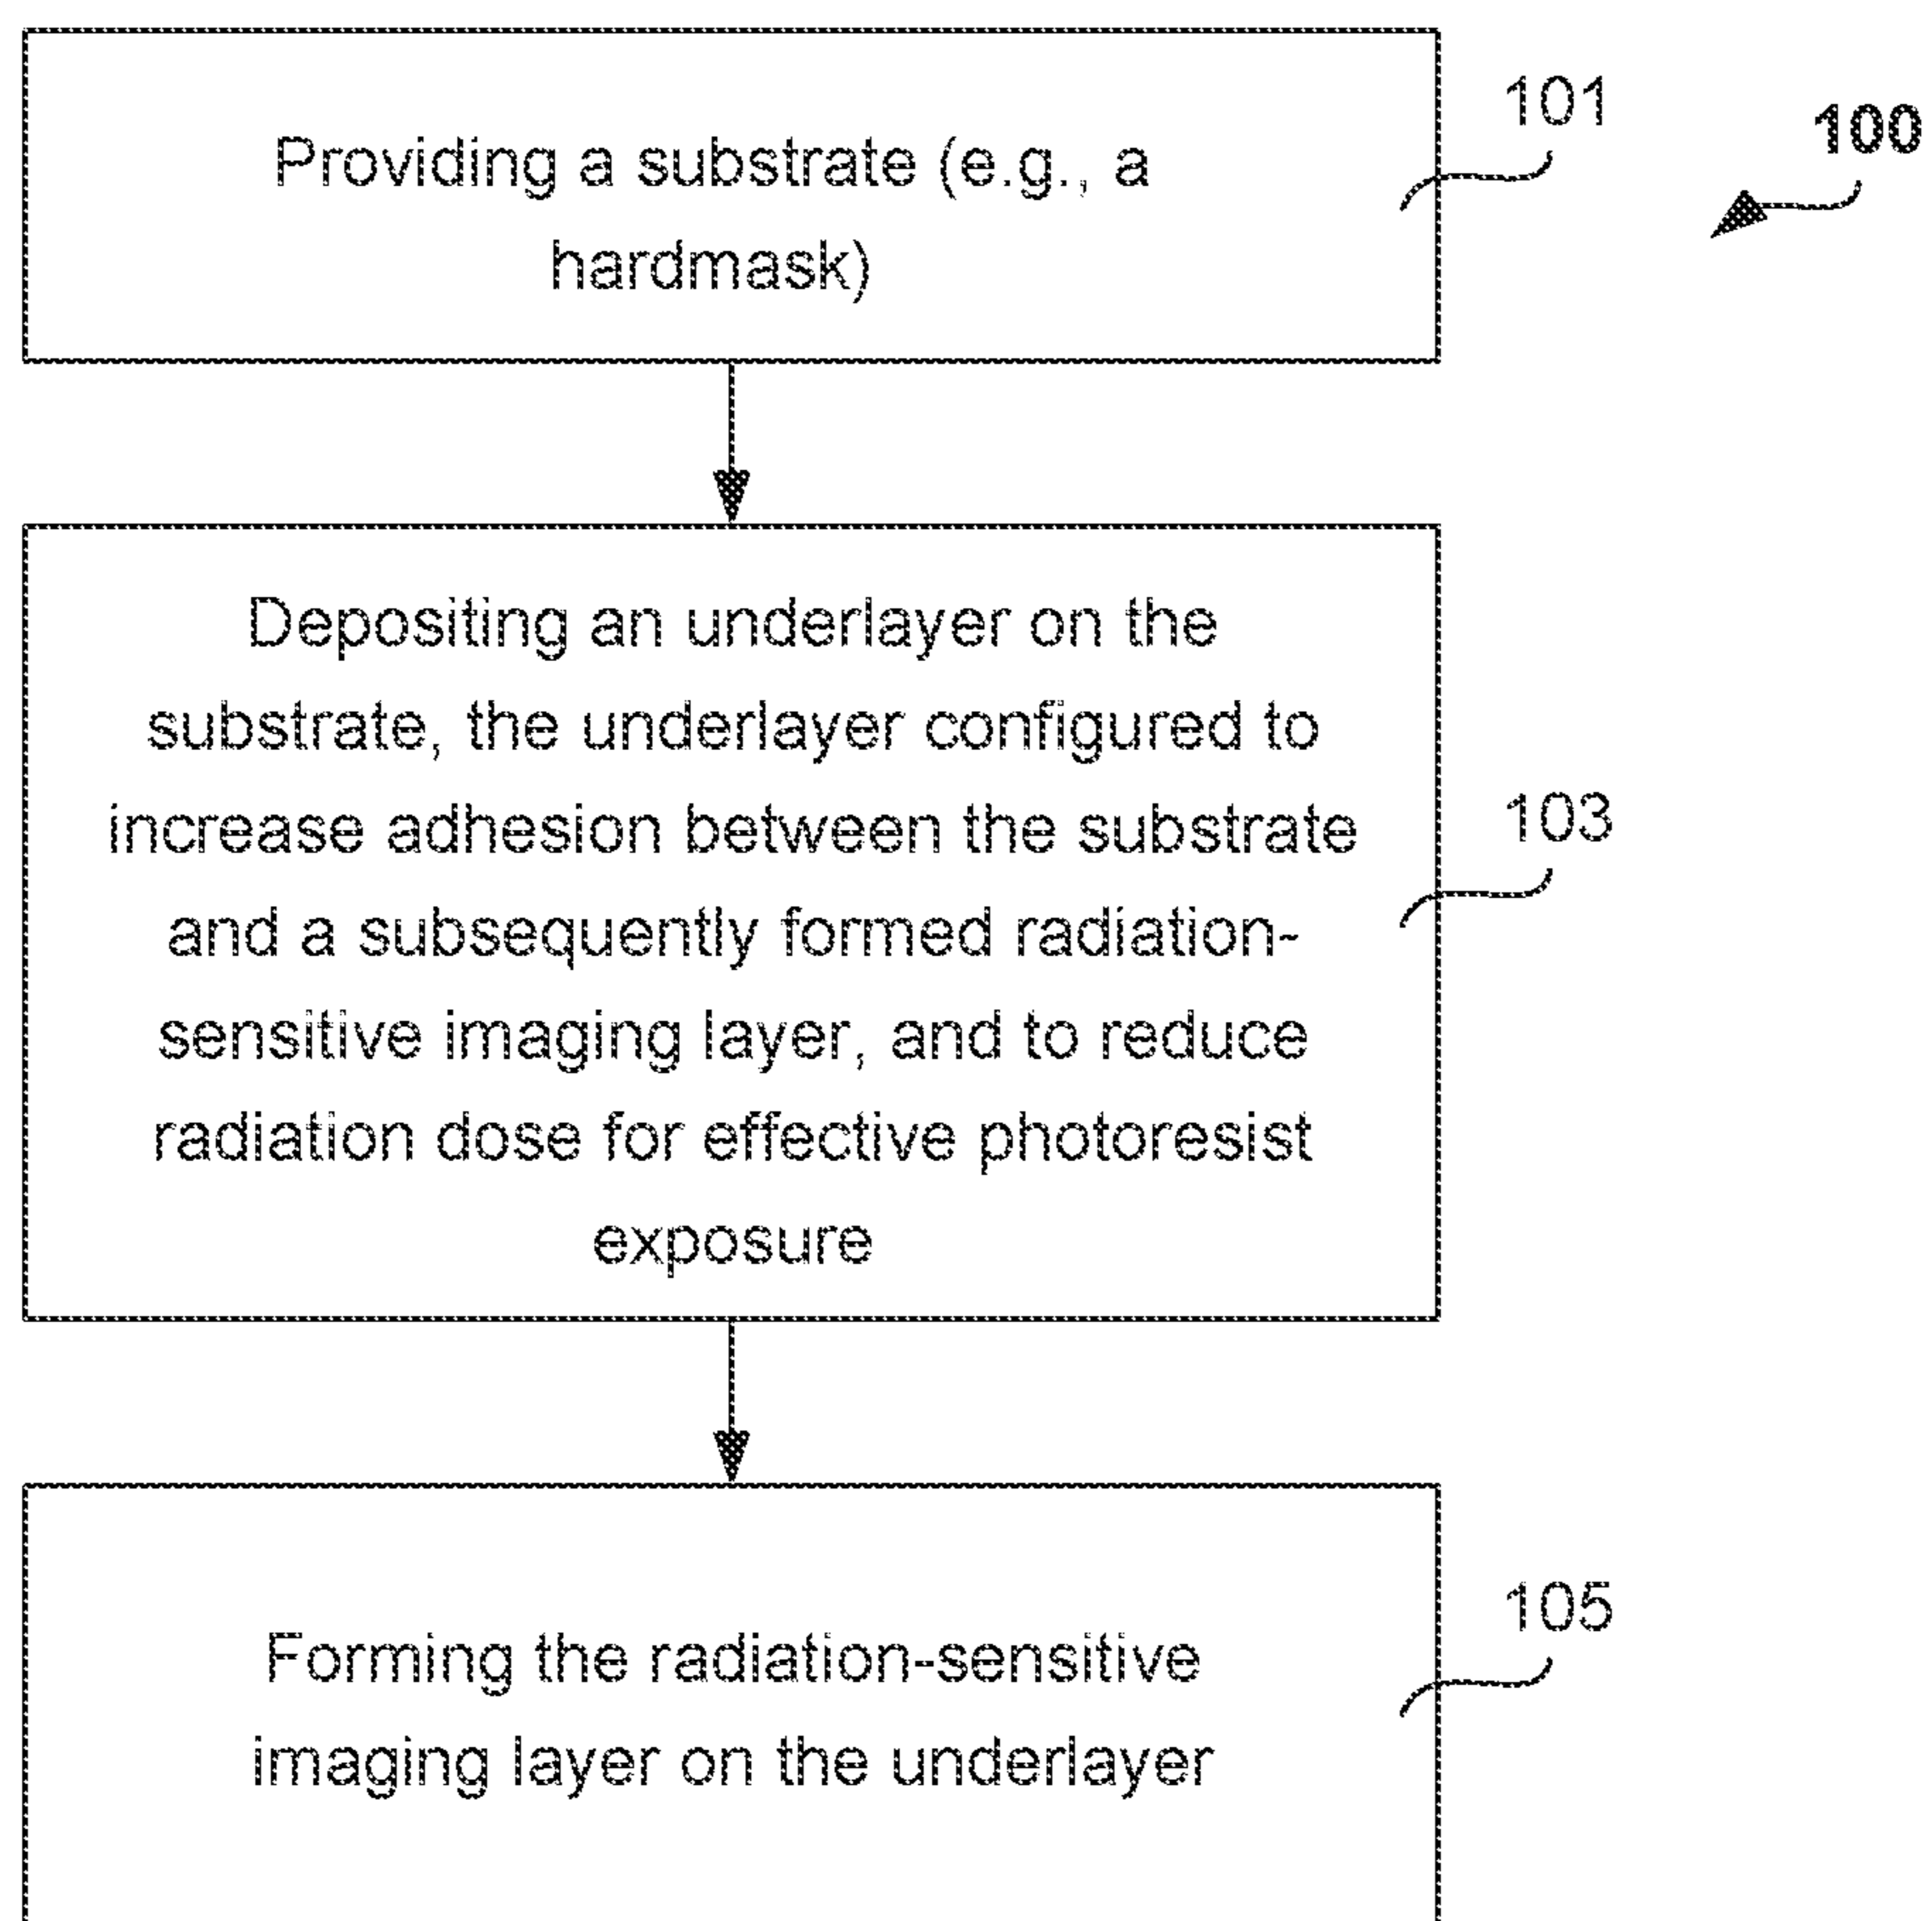 Providing a substrate (e.g., a
hardmask)
101
100
Depositing an underlayer on the
substrate, the underlayer configured to
increase adhesion between the substrate
and a subsequently formed radiation-
sensitive imaging layer, and to reduce
radiation dose for effective photoresist
exposure
103
Forming the radiation-sensitive
imaging layer on the underlayer
105